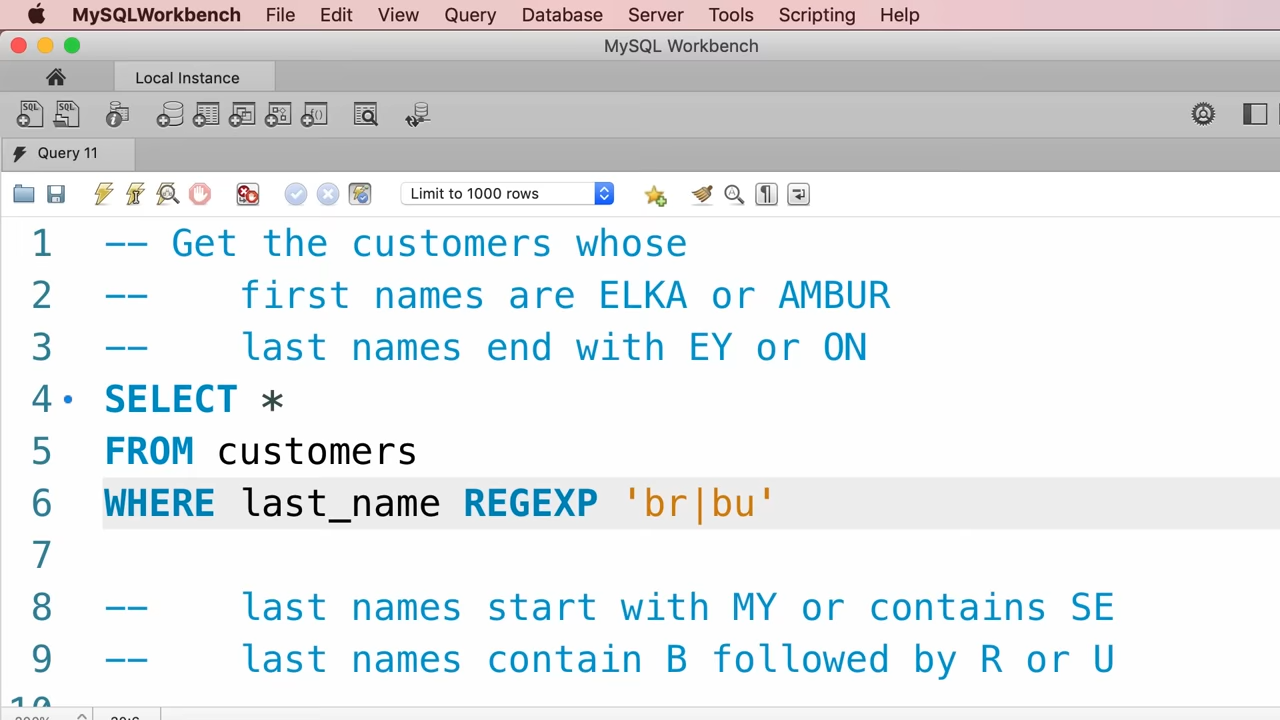 MySQLWorkbench File Edit View Query Database Server Tools Scripting Help
MySQL Workbench
Local Instance
SQL SQL
Query 11
Limit to 1000 rows
1 -- Get the customers whose
2 --    first names are ELKA or AMBUR
3 --    last names end with EY or ON
4 SELECT *
5 FROM customers
6 WHERE last_name REGEXP 'br|bu'
7
8 --    last names start with MY or contains SE
9 --    last names contain B followed by R or U
10